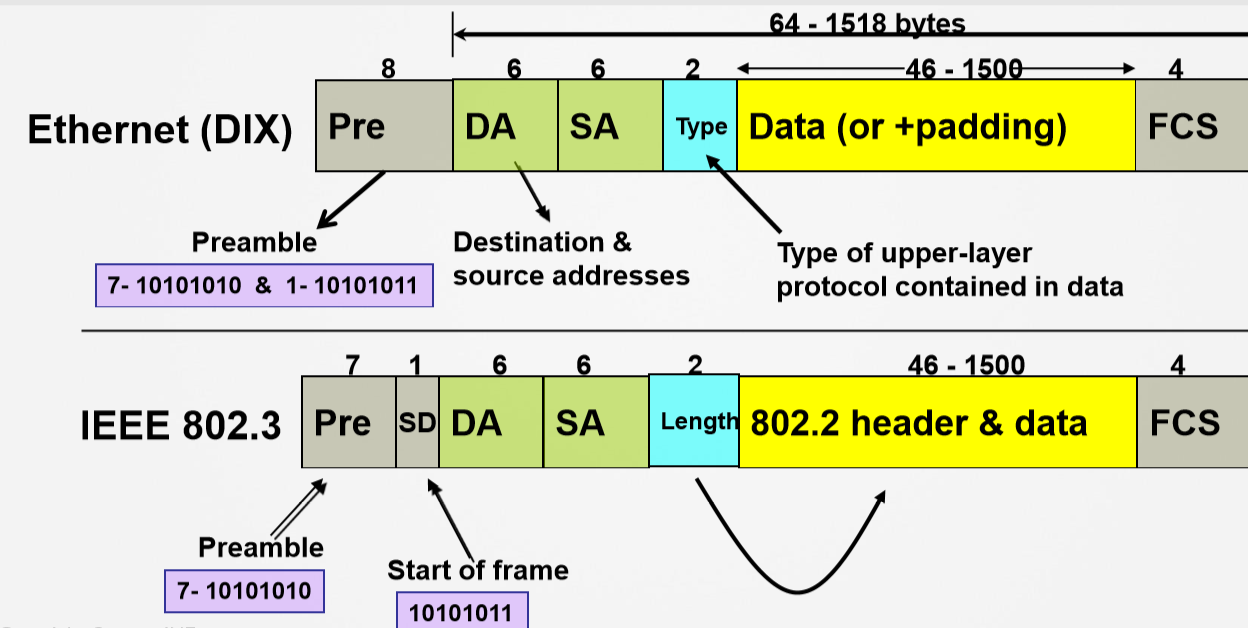 64 - 1518 bytes
8 6 6 2 46 - 1500 4
Ethernet (DIX) Pre DA SA Type Data (or +padding) FCS
Preamble
7- 10101010 & 1- 10101011
Destination &
source addresses
Type of upper-layer
protocol contained in data
7 1 6 6 2 46 - 1500 4
IEEE 802.3 Pre SD DA SA Length 802.2 header & data FCS
Preamble
7- 10101010
Start of frame
10101011